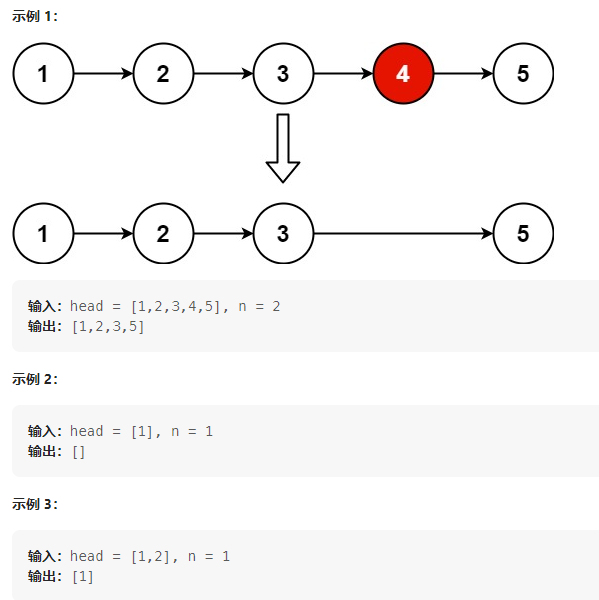 示例 1：
1 2 3 4 5
1 2 3 5
输入：head = [1,2,3,4,5], n = 2
输出：[1,2,3,5]
示例 2：
输入：head = [1], n = 1
输出：[]
示例 3：
输入：head = [1,2], n = 1
输出：[1]